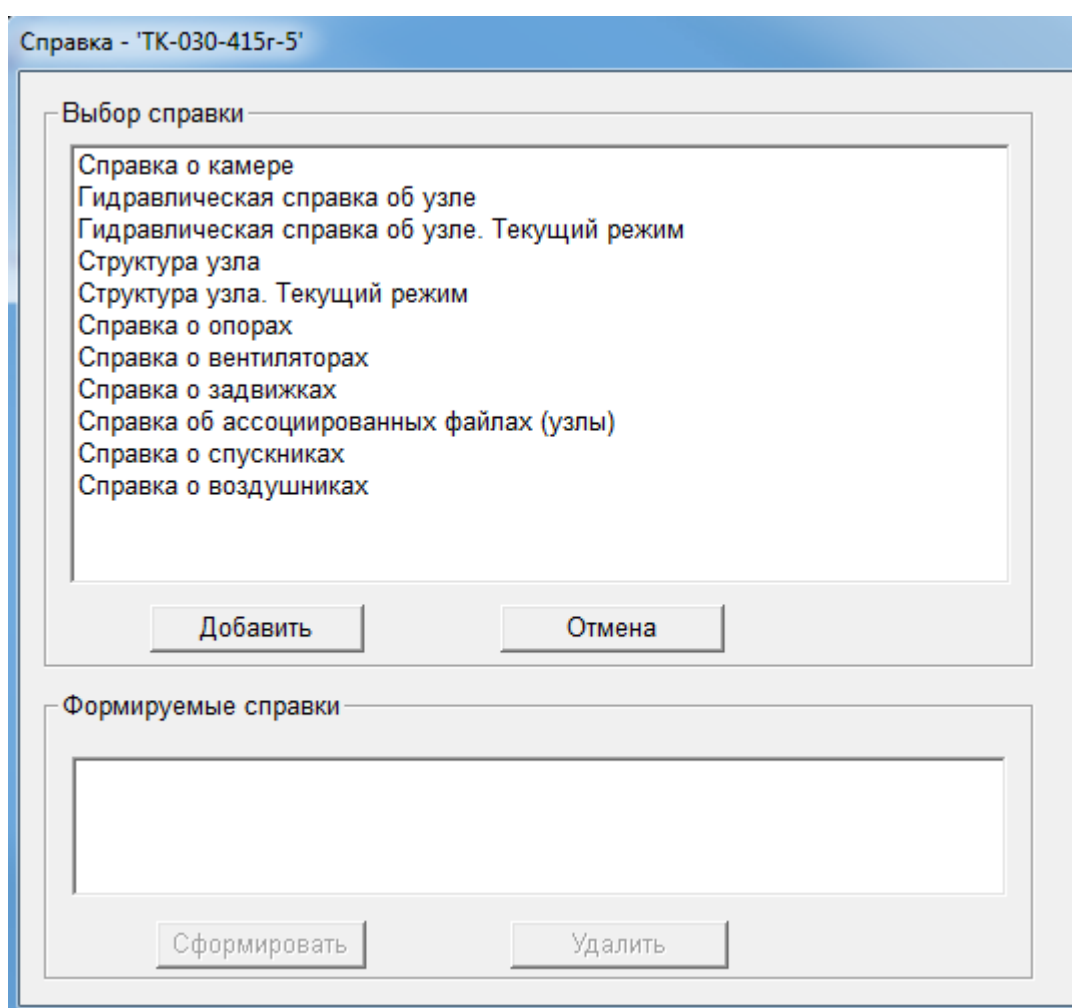 Справка - 'ТК-030-415г-5'
Выбор справки
Справка о камере
Гидравлическая справка об узле
Гидравлическая справка об узле. Текущий режим
Структура узла
Структура узла. Текущий режим
Справка о опорах
Справка о вентиляторах
Справка о задвижках
Справка об ассоциированных файлах (узлы)
Справка о спускниках
Справка о воздушниках
Добавить Отмена
Формируемые справки
Сформировать Удалить